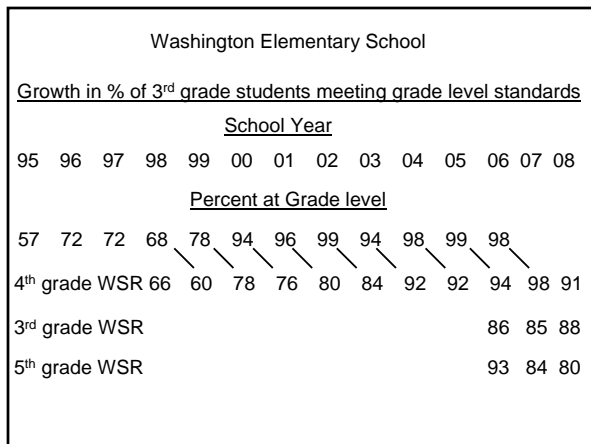 Washington Elementary School
Growth in % of 3rd grade students meeting grade level standards
School Year
95 96 97 98 99 00 01 02 03 04 05 06 07 08
Percent at Grade level
57 72 72 68 78 94 96 99 94 98 99 98
4th grade WSR 66 60 78 76 80 84 92 92 94 98 91
3rd grade WSR 86 85 88
5th grade WSR 93 84 80